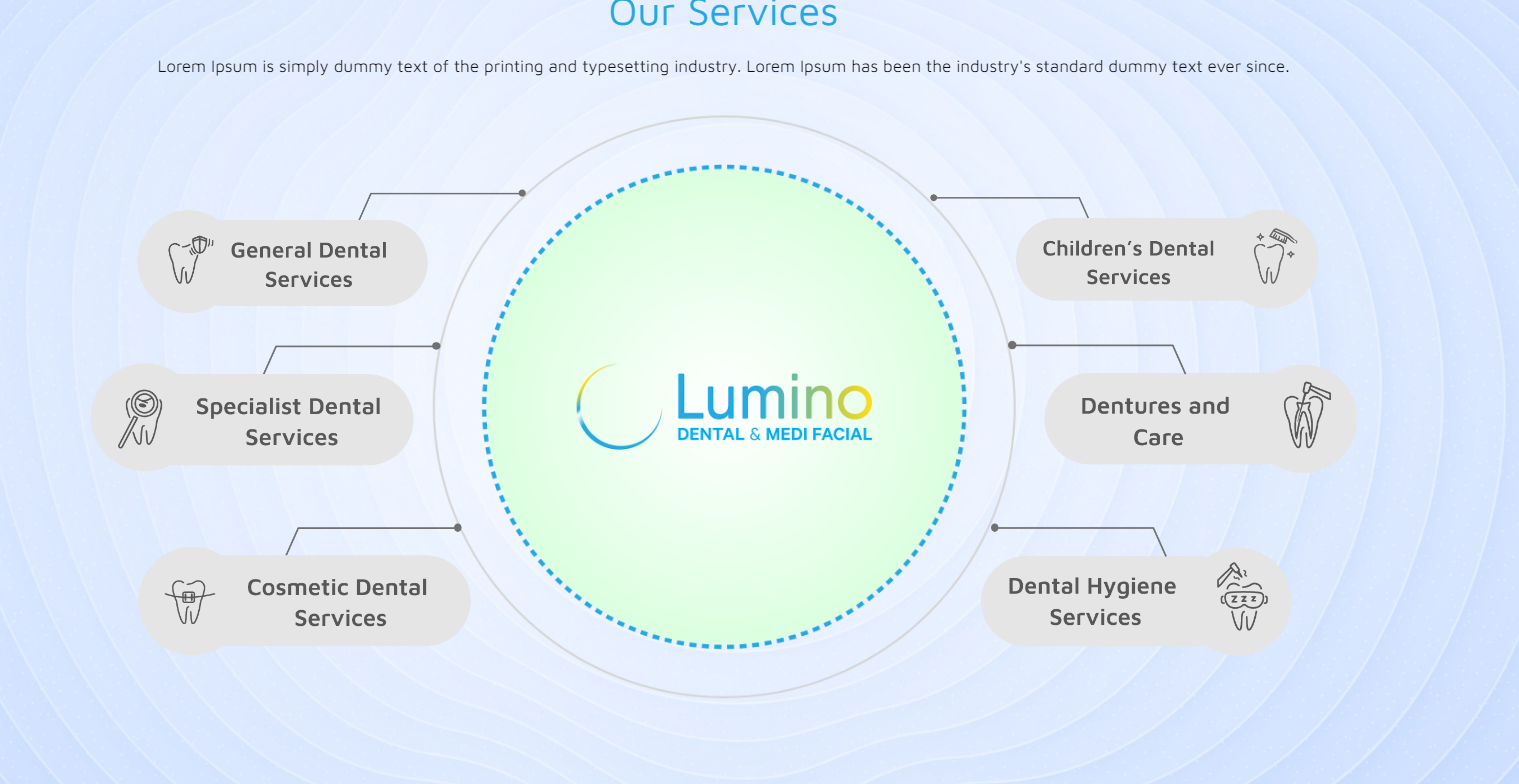 Our Services
Lorem Ipsum is simply dummy text of the printing and typesetting industry. Lorem Ipsum has been the industry's standard dummy text ever since.
General Dental
Services
Specialist Dental
Services
Cosmetic Dental
Services
Lumino
DENTAL & MEDI FACIAL
Children’s Dental
Services
Dentures and
Care
Dental Hygiene
Services
z z z